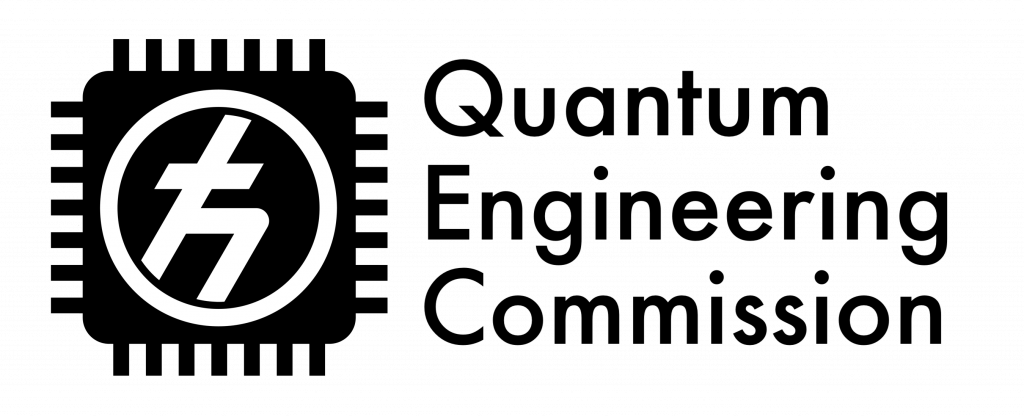 ħ
Quantum
Engineering
Commission